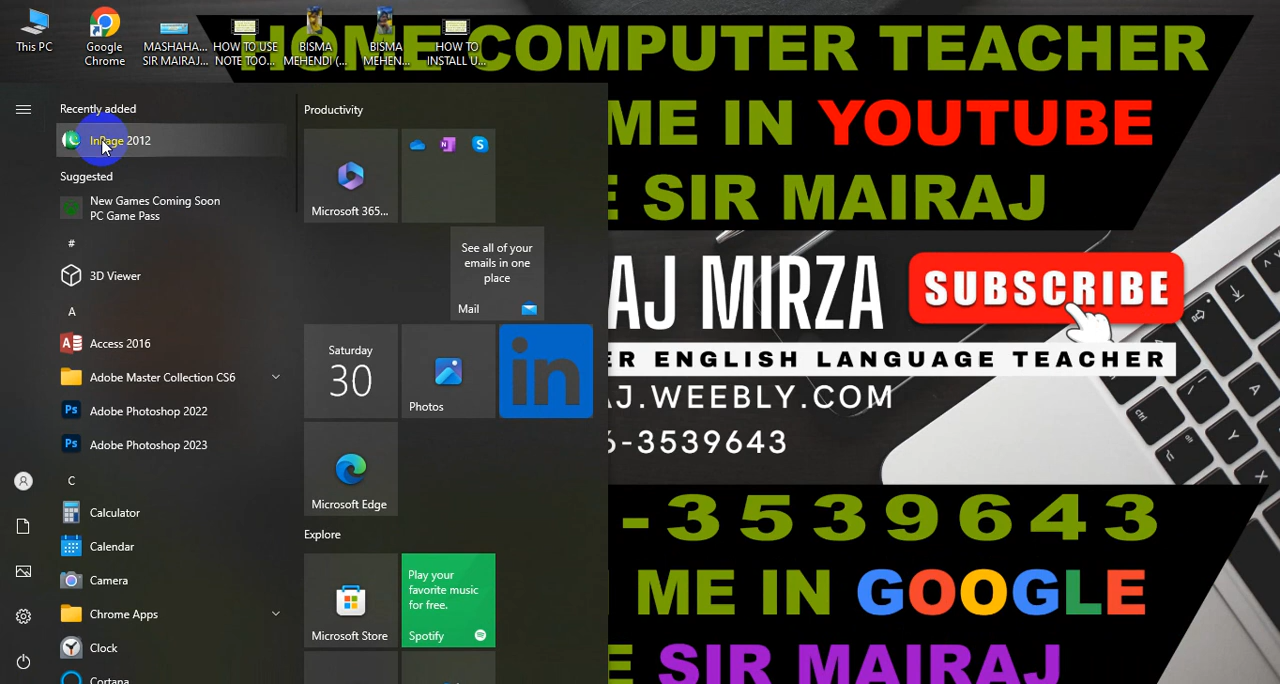 This PC
Google
Chrome
MASHAHA...
SIR MAIRAJ...
HOW TO USE
NOTE TOO...
BISMA
MEHENDI (...
BISMA
MEHEN...
HOW TO
INSTALL U...
HOME COMPUTER TEACHER
ME IN YOUTUBE
E SIR MAIRAJ
AJ MIRZA
SUBSCRIBE
ER ENGLISH LANGUAGE TEACHER
AJ.WEEBLY.COM
6-3539643
-3539643
ME IN GOOGLE
E SIR MAIRAJ
Recently added
InPage 2012
Suggested
New Games Coming Soon
PC Game Pass
#
3D Viewer
A
Access 2016
Adobe Master Collection CS6
Adobe Photoshop 2022
Adobe Photoshop 2023
C
Calculator
Calendar
Camera
Chrome Apps
Clock
Cortana
Productivity
Microsoft 365...
See all of your
emails in one
place
Mail
Saturday
30
Photos
in
Microsoft Edge
Explore
Microsoft Store
Play your
favorite music
for free.
Spotify